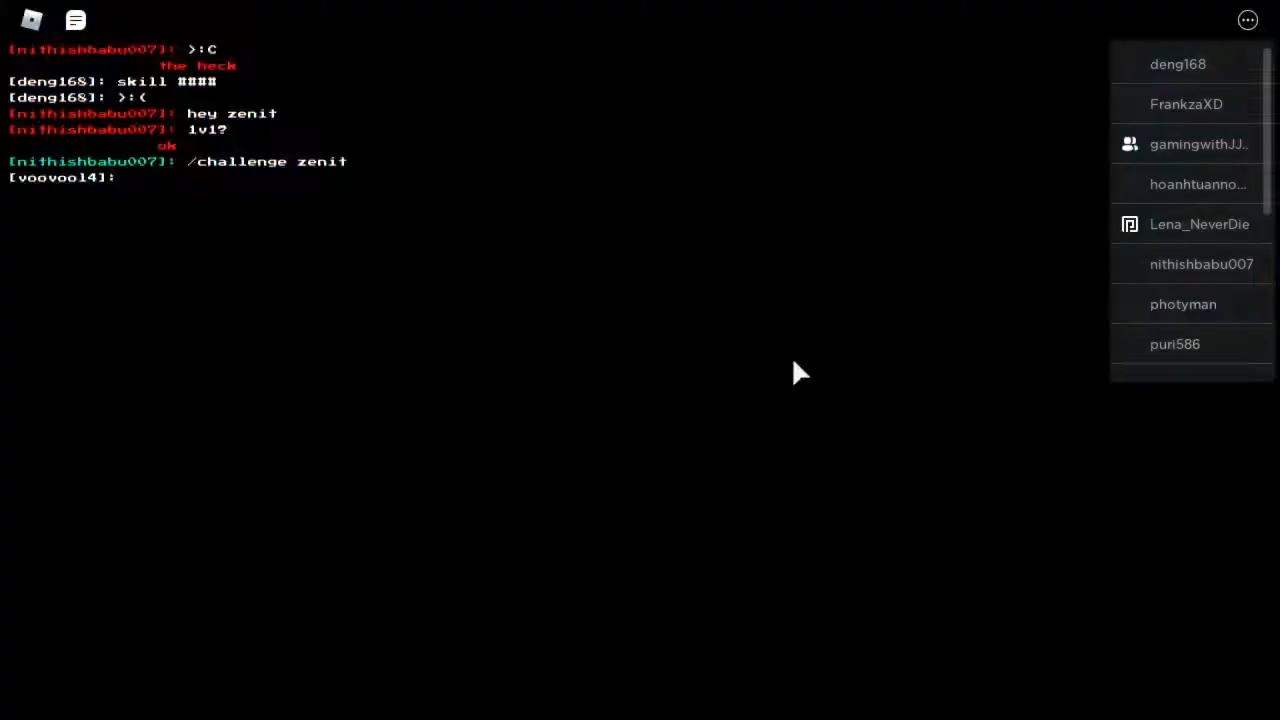 [nithishbabu007]: >:C
the heck
[deng168]: skill ####
[deng168]: >:(
[nithishbabu007]: hey zenit
[nithishbabu007]: 1v1?
ok
[nithishbabu007]: /challenge zenit
[voovool4]:
deng168
FrankzaXD
gamingwithJJ..
hoanhtuanno...
Lena_NeverDie
nithishbabu007
photyman
puri586